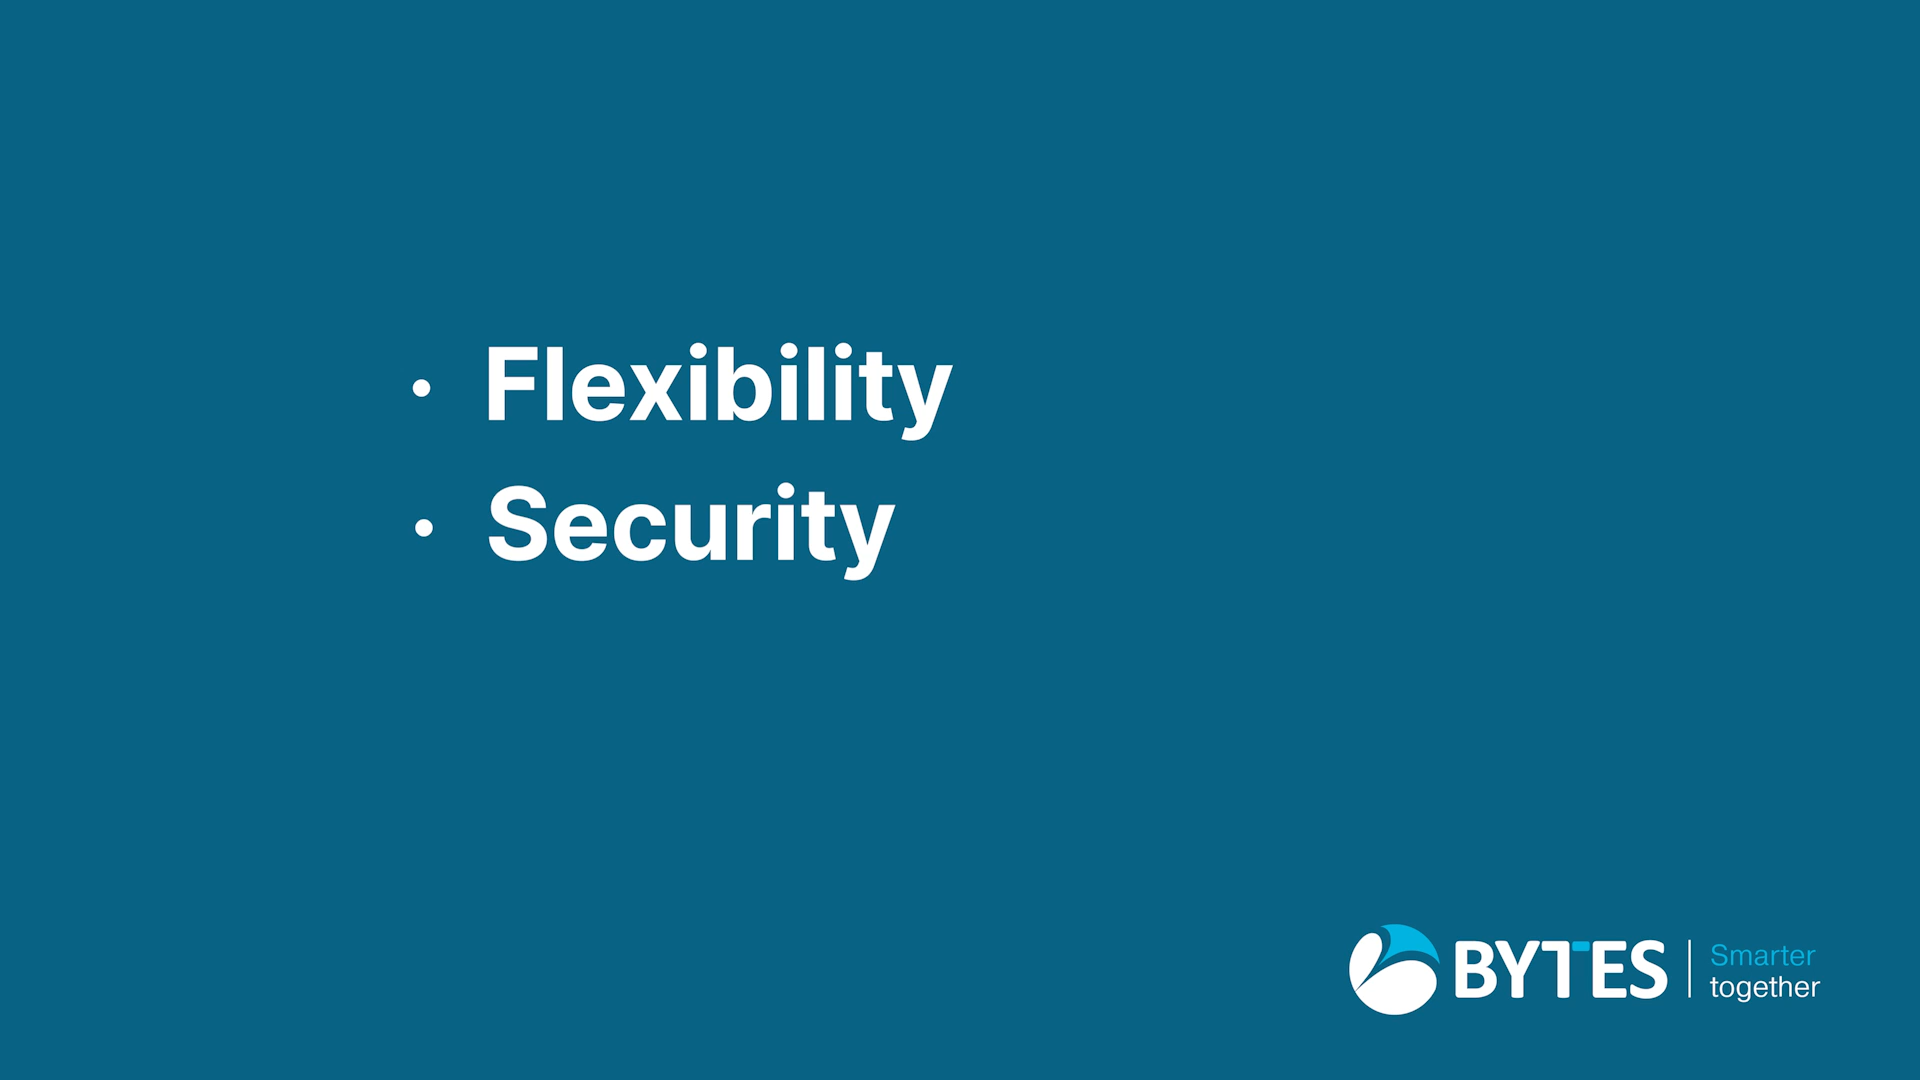 • Flexibility
• Security
BYTES
Smarter
together